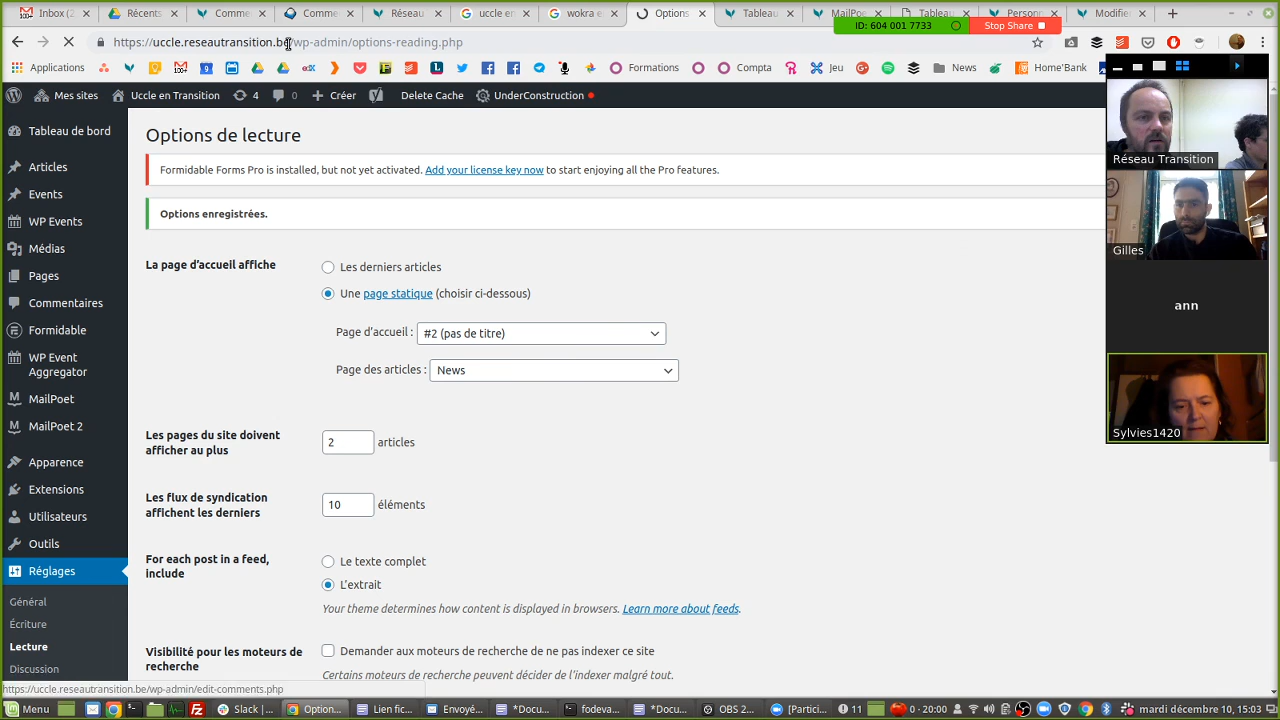 Inbox (2
Récents
Comme
Comme
Réseau
uccle en
wokra e
Options
Tableau
MailPoe
Tableau
Personn
Modifier
ID: 604 001 7733
Stop Share
https://uccle.reseautransition.be/wp-admin/options-reading.php
Applications
Formations
Compta
Jeu
News
Home'Bank
Mes sites
Uccle en Transition
4
0
Créer
Delete Cache
UnderConstruction
Tableau de bord
Articles
Events
WP Events
Médias
Pages
Commentaires
Formidable
WP Event
Aggregator
MailPoet
MailPoet 2
Apparence
Extensions
Utilisateurs
Outils
Réglages
Général
Écriture
Lecture
Discussion
Options de lecture
Formidable Forms Pro is installed, but not yet activated. Add your license key now to start enjoying all the Pro features.
Options enregistrées.
La page d'accueil affiche
Les derniers articles
Une page statique (choisir ci-dessous)
Page d'accueil : #2 (pas de titre)
Page des articles : News
Les pages du site doivent
afficher au plus
2 articles
Les flux de syndication
affichent les derniers
10 éléments
For each post in a feed,
include
Le texte complet
L'extrait
Your theme determines how content is displayed in browsers. Learn more about feeds.
Visibilité pour les moteurs de
recherche
Demander aux moteurs de recherche de ne pas indexer ce site
Certains moteurs de recherche peuvent décider de l'indexer malgré tout.
Réseau Transition
Gilles
ann
Sylvies1420
https://uccle.reseautransition.be/wp-admin/edit-comments.php
Menu
Slack |...
Option...
Lien fic...
Envoyé...
*Docu...
fodeva...
*Docu...
OBS 2...
[Partici...
11
0 - 20:00
mardi décembre 10, 15:03